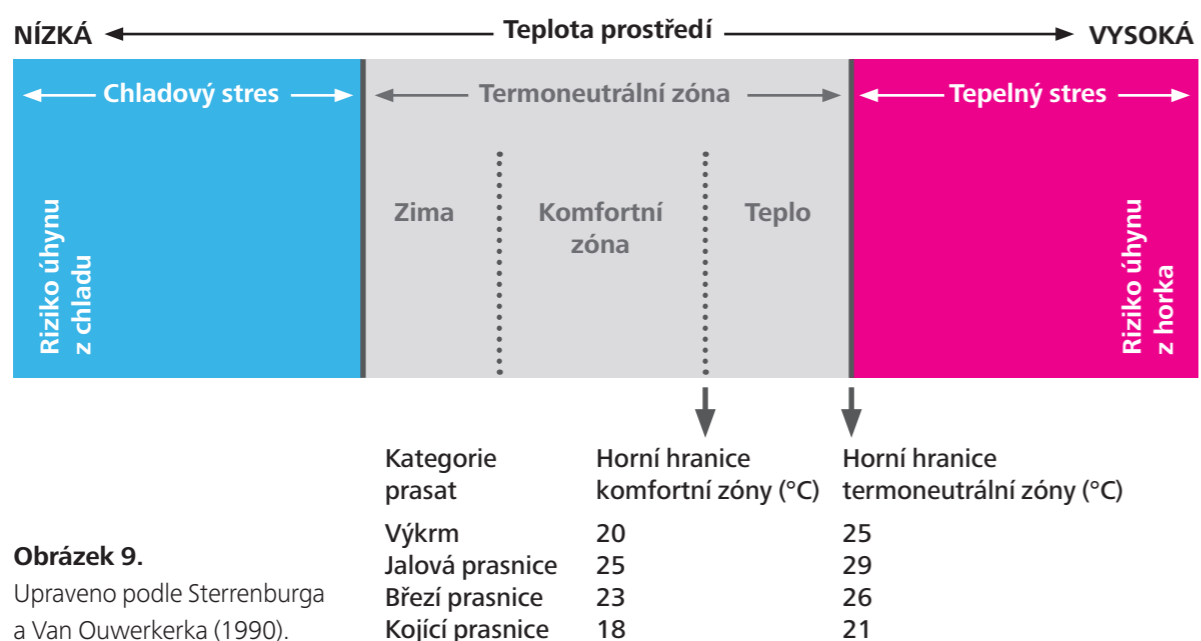 NÍZKÁ Teplota prostředí VYSOKÁ
Chladový stres Termoneutrální zóna Tepelný stres
Riziko úhynu
z chladu
Zima
Komfortní
zóna
Teplo
Riziko úhynu
z horka
Kategorie
prasat
Horní hranice
komfortní zóny (°C)
Horní hranice
termoneutrální zóny (°C)
Výkrm 20 25
Jalová prasnice 25 29
Březí prasnice 23 26
Kojící prasnice 18 21
Obrázek 9.
Upraveno podle Sterrenburga
a Van Ouwerkerka (1990).